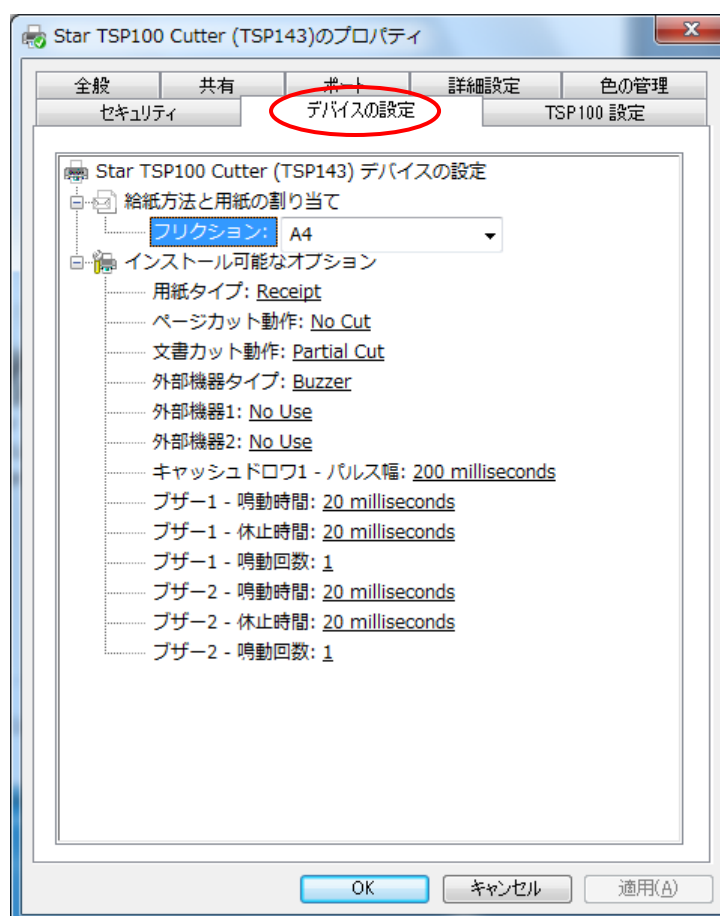 Star TSP100 Cutter (TSP143)のプロパティ
全般 共有 ポート 詳細設定 色の管理
セキュリティ デバイスの設定 TSP100 設定
Star TSP100 Cutter (TSP143) デバイスの設定
給紙方法と用紙の割り当て
フリクション: A4
インストール可能なオプション
用紙タイプ: Receipt
ページカット動作: No Cut
文書カット動作: Partial Cut
外部機器タイプ: Buzzer
外部機器1: No Use
外部機器2: No Use
キャッシュドロワ1 - パルス幅: 200 milliseconds
ブザー1 - 鳴動時間: 20 milliseconds
ブザー1 - 休止時間: 20 milliseconds
ブザー1 - 鳴動回数: 1
ブザー2 - 鳴動時間: 20 milliseconds
ブザー2 - 休止時間: 20 milliseconds
ブザー2 - 鳴動回数: 1
OK キャンセル 適用(A)